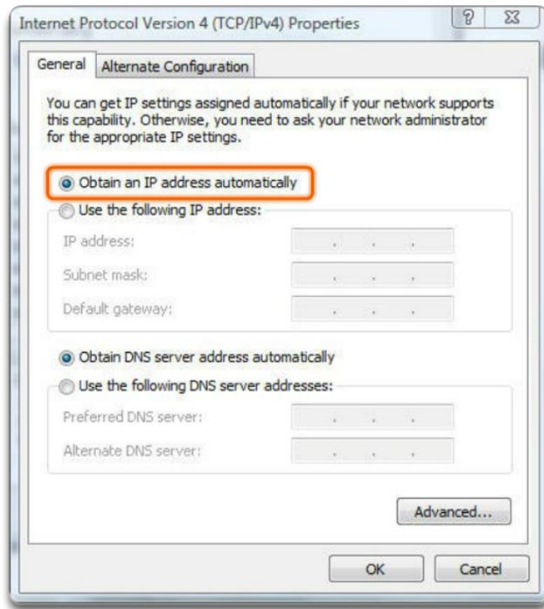 Internet Protocol Version 4 (TCP/IPv4) Properties
General
Alternate Configuration
You can get IP settings assigned automatically if your network supports
this capability. Otherwise, you need to ask your network administrator
for the appropriate IP settings.
Obtain an IP address automatically
Use the following IP address:
IP address:
Subnet mask:
Default gateway:
Obtain DNS server address automatically
Use the following DNS server addresses:
Preferred DNS server:
Alternate DNS server:
Advanced...
OK
Cancel